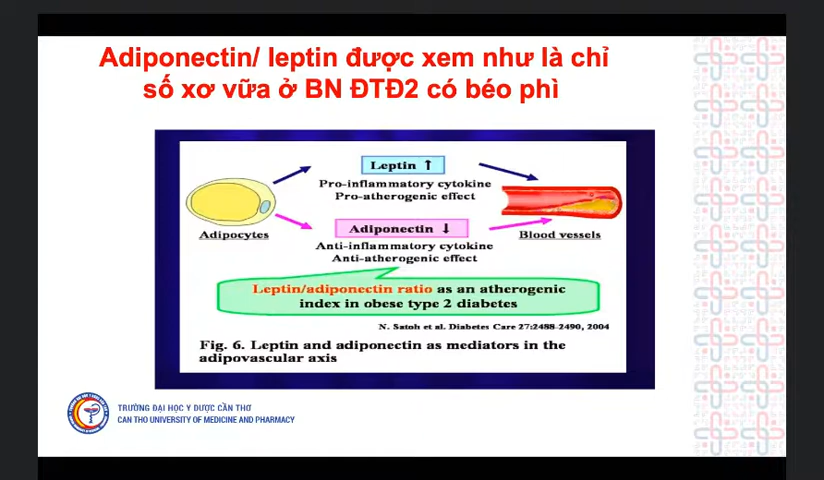 Adiponectin/ leptin được xem như là chỉ
số xơ vữa ở BN ĐTĐ2 có béo phì
Leptin ↑
Pro-inflammatory cytokine
Pro-atherogenic effect
Adipocytes
Adiponectin ↓
Blood vessels
Anti-inflammatory cytokine
Anti-atherogenic effect
Leptin/adiponectin ratio as an atherogenic
index in obese type 2 diabetes
N. Satoh et al. Diabetes Care 27:2488-2490, 2004
Fig. 6. Leptin and adiponectin as mediators in the
adipovascular axis
TRƯỜNG ĐẠI HỌC Y DƯỢC CẦN THƠ
CAN THO UNIVERSITY OF MEDICINE AND PHARMACY